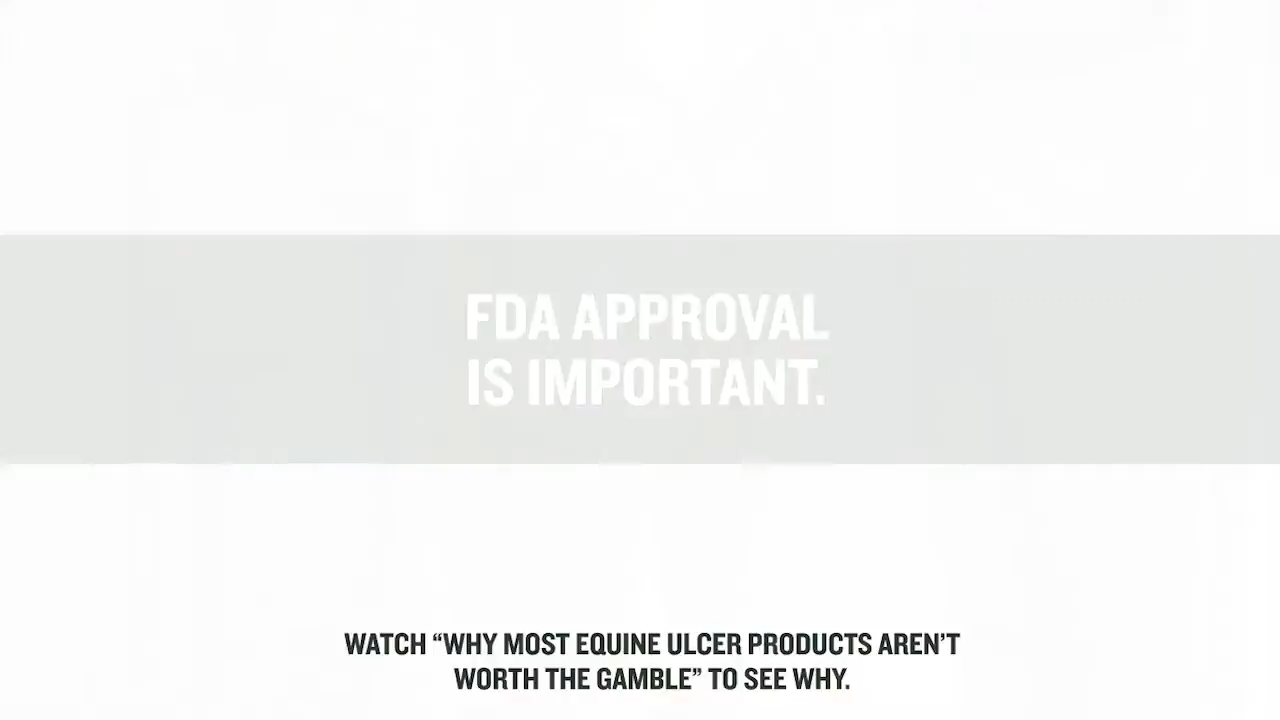 FDA APPROVAL
IS IMPORTANT.
WATCH “WHY MOST EQUINE ULCER PRODUCTS AREN’T
WORTH THE GAMBLE” TO SEE WHY.